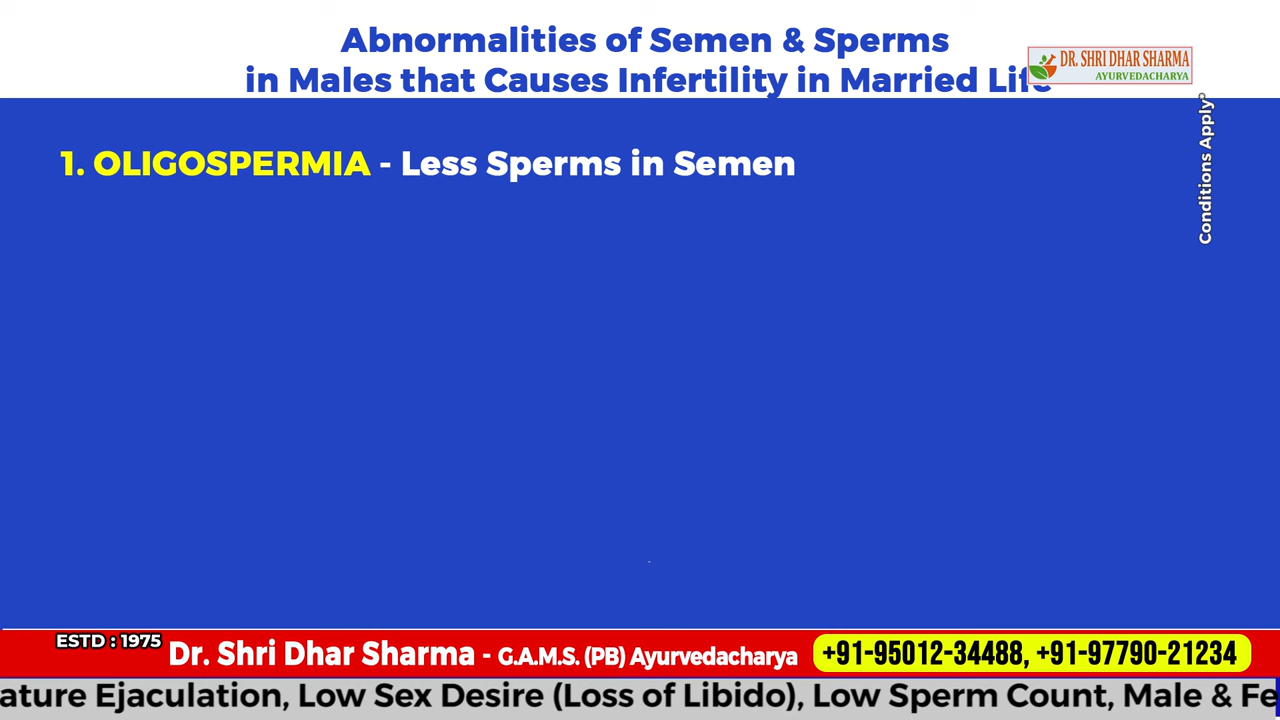 Abnormalities of Semen & Sperms
in Males that Causes Infertility in Married Life
DR. SHRI DHAR SHARMA
AYURVEDACHARYA
Conditions Apply°
1. OLIGOSPERMIA - Less Sperms in Semen
ESTD : 1975
Dr. Shri Dhar Sharma - G.A.M.S. (PB) Ayurvedacharya
+91-95012-34488, +91-97790-21234
ature Ejaculation, Low Sex Desire (Loss of Libido), Low Sperm Count, Male & Fe